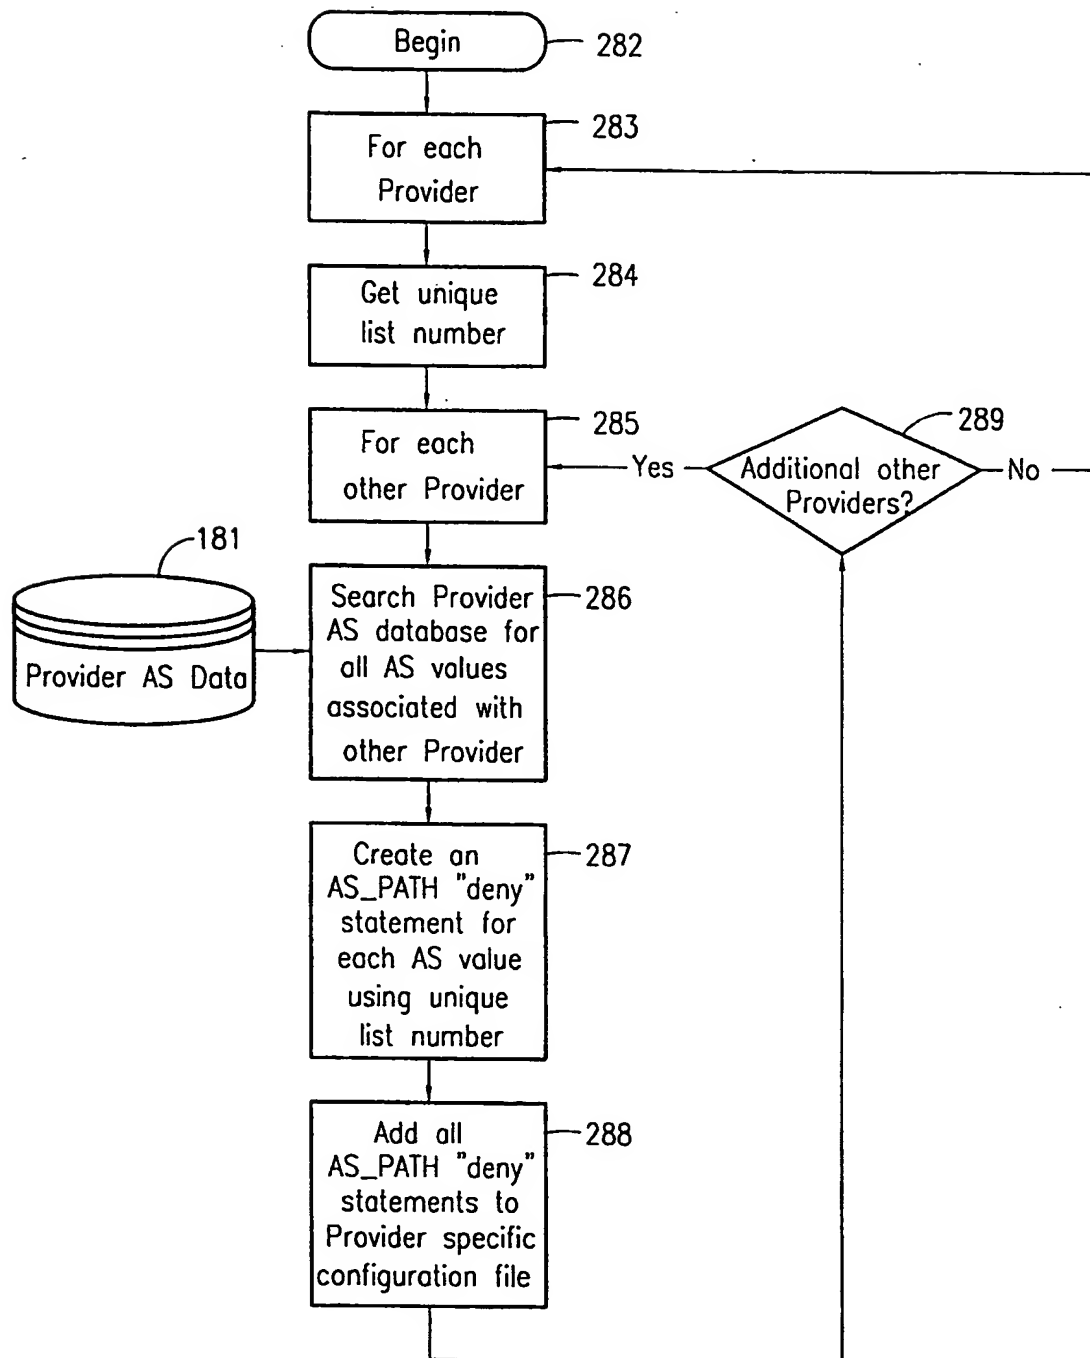 Begin
282
For each
Provider
283
Get unique
list number
284
For each
other Provider
285
Yes
Additional other
Providers?
289
No
181
Provider AS Data
Search Provider
AS database for
all AS values
associated with
other Provider
286
Create an
AS_PATH "deny"
statement for
each AS value
using unique
list number
287
Add all
AS_PATH "deny"
statements to
Provider specific
configuration file
288